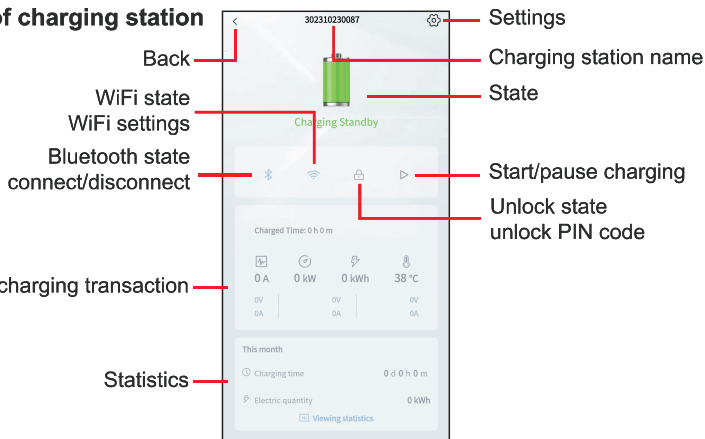 of charging station
302310230087
Settings
Back
Charging station name
WiFi state
WiFi settings
State
Charging Standby
Bluetooth state
connect/disconnect
Start/pause charging
Unlock state
unlock PIN code
Charged Time: 0 h 0 m
0 A 0 kW 0 kWh 38 °C
charging transaction
0V 0V 0V
0A 0A 0A
This month
Charging time 0 d 0 h 0 m
Statistics
Electric quantity 0 kWh
Viewing statistics